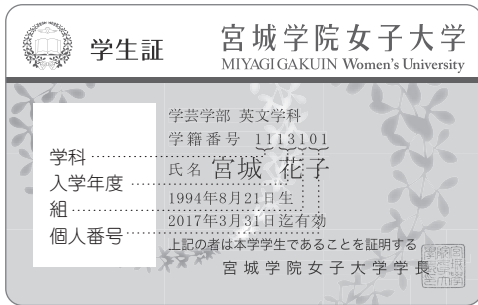 学生証
宮城学院女子大学
MIYAGI GAKUIN Women's University
学芸学部 英文学科
学籍番号 1113101
氏名 宮城 花子
1994年8月21日生
2017年3月31日迄有効
上記の者は本学学生であることを証明する
宮城学院女子大学学長
学科
入学年度
組
個人番号